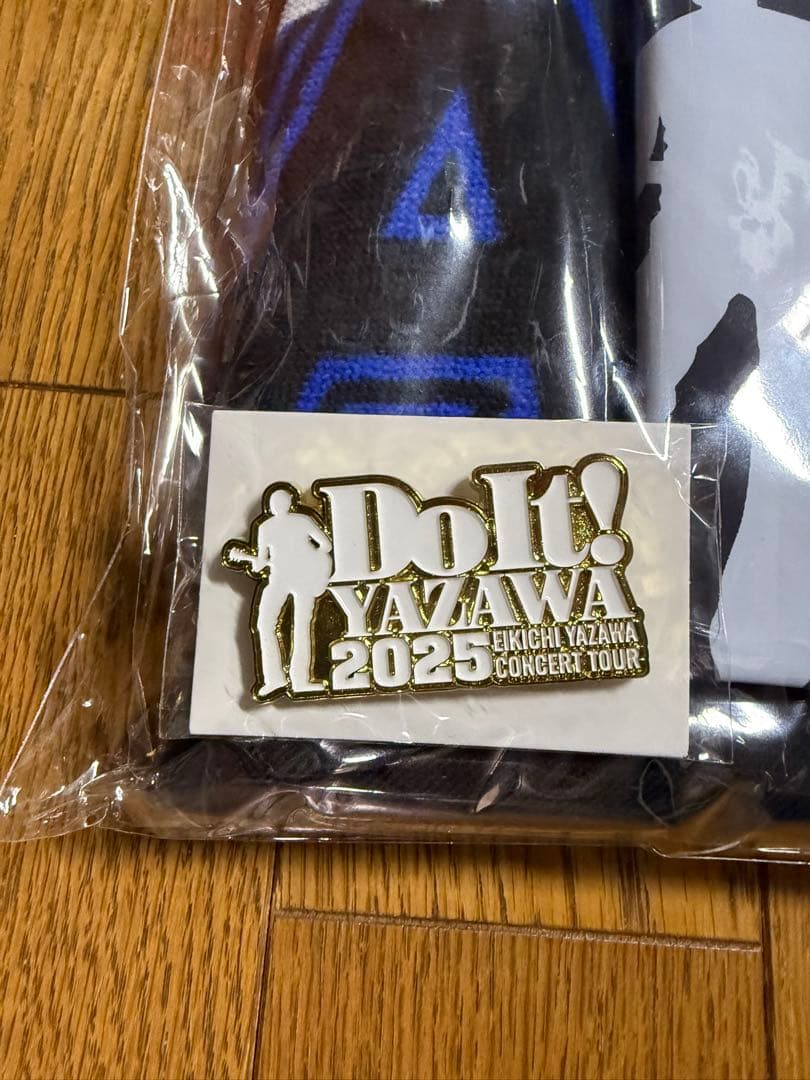 Do It!
YAZAWA
2025
EIKICHI YAZAWA
CONCERT TOUR